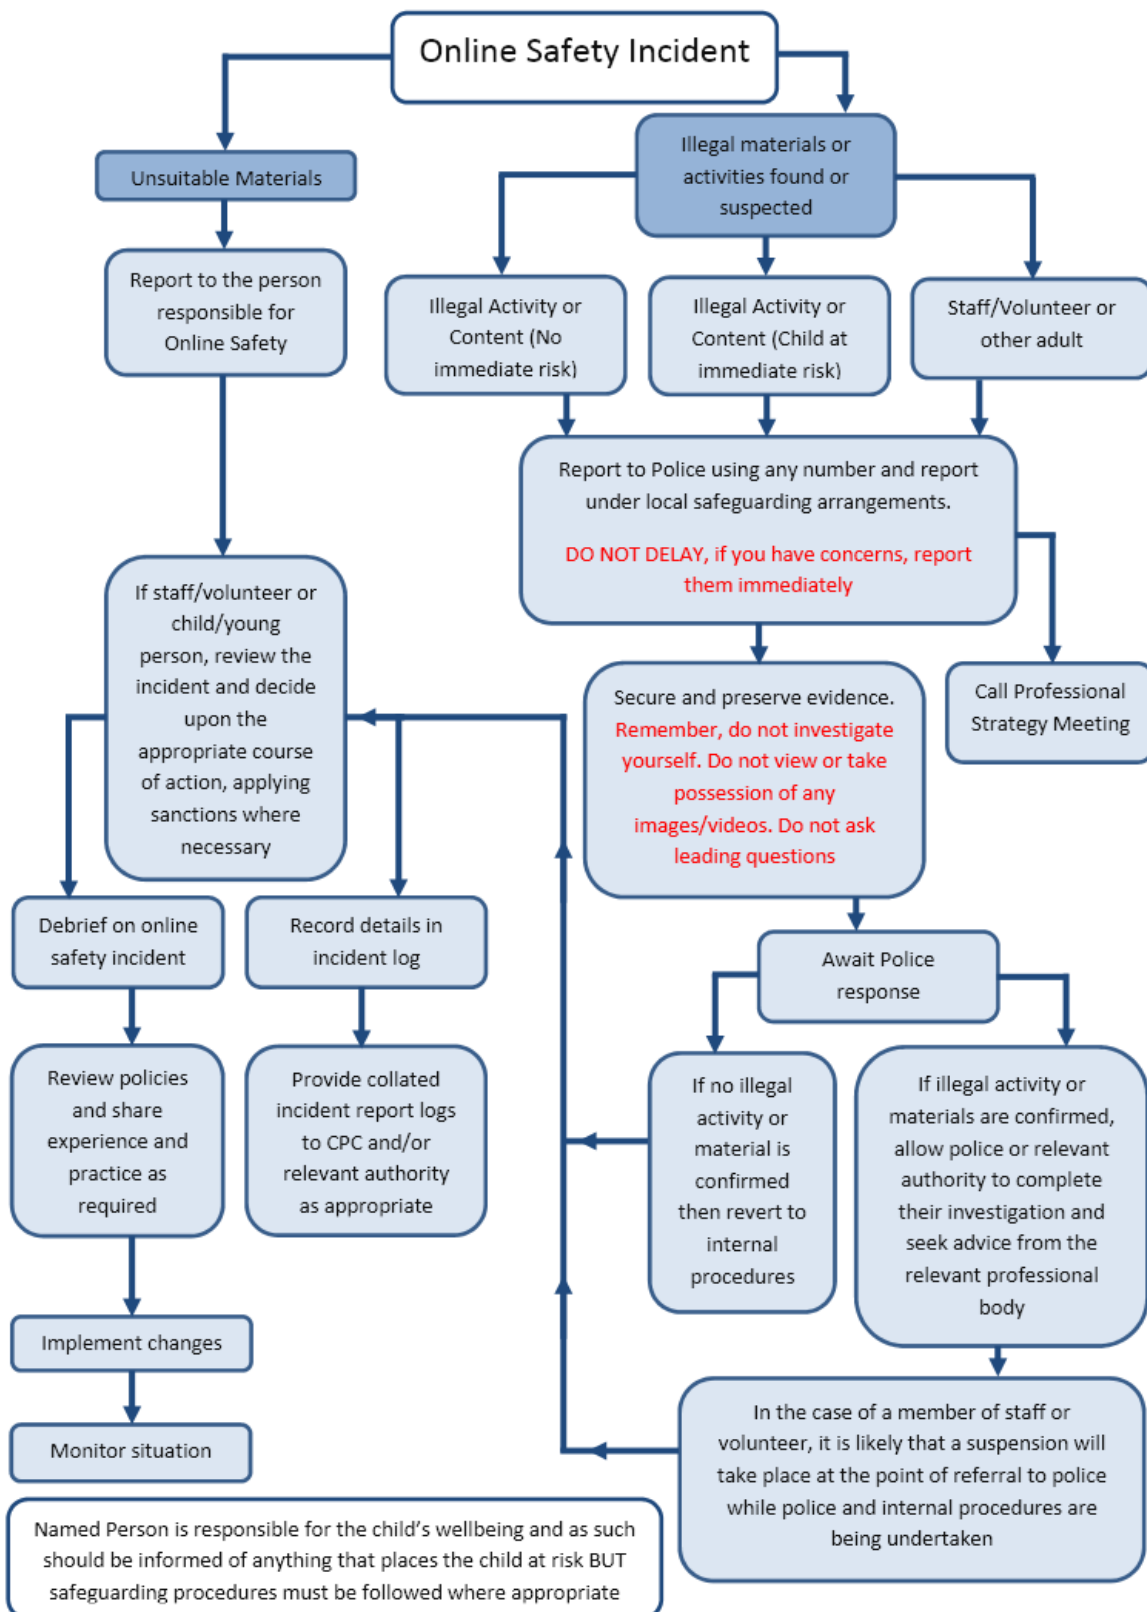 Online Safety Incident
Unsuitable Materials
Illegal materials or
activities found or
suspected
Report to the person
responsible for
Online Safety
Illegal Activity or
Content (No
immediate risk)
Illegal Activity or
Content (Child at
immediate risk)
Staff/Volunteer or
other adult
Report to Police using any number and report
under local safeguarding arrangements.
DO NOT DELAY, if you have concerns, report
them immediately
If staff/volunteer or
child/young
person, review the
incident and decide
upon the
appropriate course
of action, applying
sanctions where
necessary
Secure and preserve evidence.
Remember, do not investigate
yourself. Do not view or take
possession of any
images/videos. Do not ask
leading questions
Call Professional
Strategy Meeting
Debrief on online
safety incident
Record details in
incident log
Await Police
response
Review policies
and share
experience and
practice as
required
Provide collated
incident report logs
to CPC and/or
relevant authority
as appropriate
If no illegal
activity or
material is
confirmed
then revert to
internal
procedures
If illegal activity or
materials are confirmed,
allow police or relevant
authority to complete
their investigation and
seek advice from the
relevant professional
body
Implement changes
Monitor situation
In the case of a member of staff or
volunteer, it is likely that a suspension will
take place at the point of referral to police
while police and internal procedures are
being undertaken
Named Person is responsible for the child’s wellbeing and as such
should be informed of anything that places the child at risk BUT
safeguarding procedures must be followed where appropriate